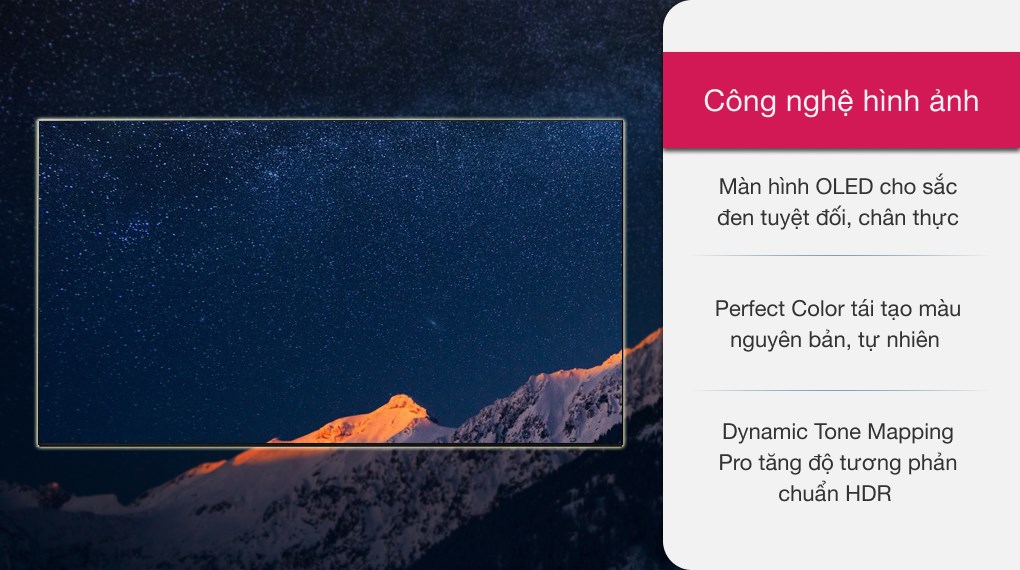 Công nghệ hình ảnh
Màn hình OLED cho sắc
đen tuyệt đối, chân thực
Perfect Color tái tạo màu
nguyên bản, tự nhiên
Dynamic Tone Mapping
Pro tăng độ tương phản
chuẩn HDR